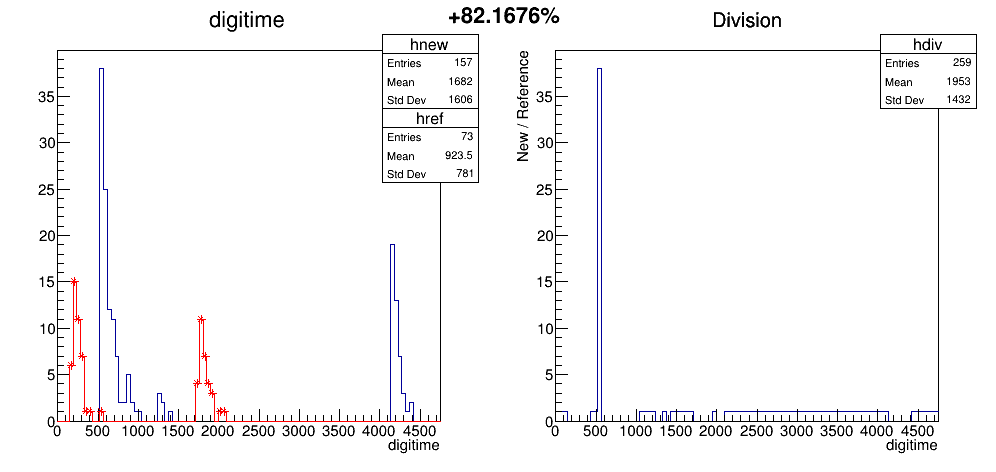 +82.1676%
digitime
hnew
Entries 157
Mean 1682
Std Dev 1606
href
Entries 73
Mean 923.5
Std Dev 781
35
30
25
20
15
10
5
0
0 500 1000 1500 2000 2500 3000 3500 4000 4500
digitime
Division
hdiv
Entries 259
Mean 1953
Std Dev 1432
New / Reference
35
30
25
20
15
10
5
0
0 500 1000 1500 2000 2500 3000 3500 4000 4500
digitime